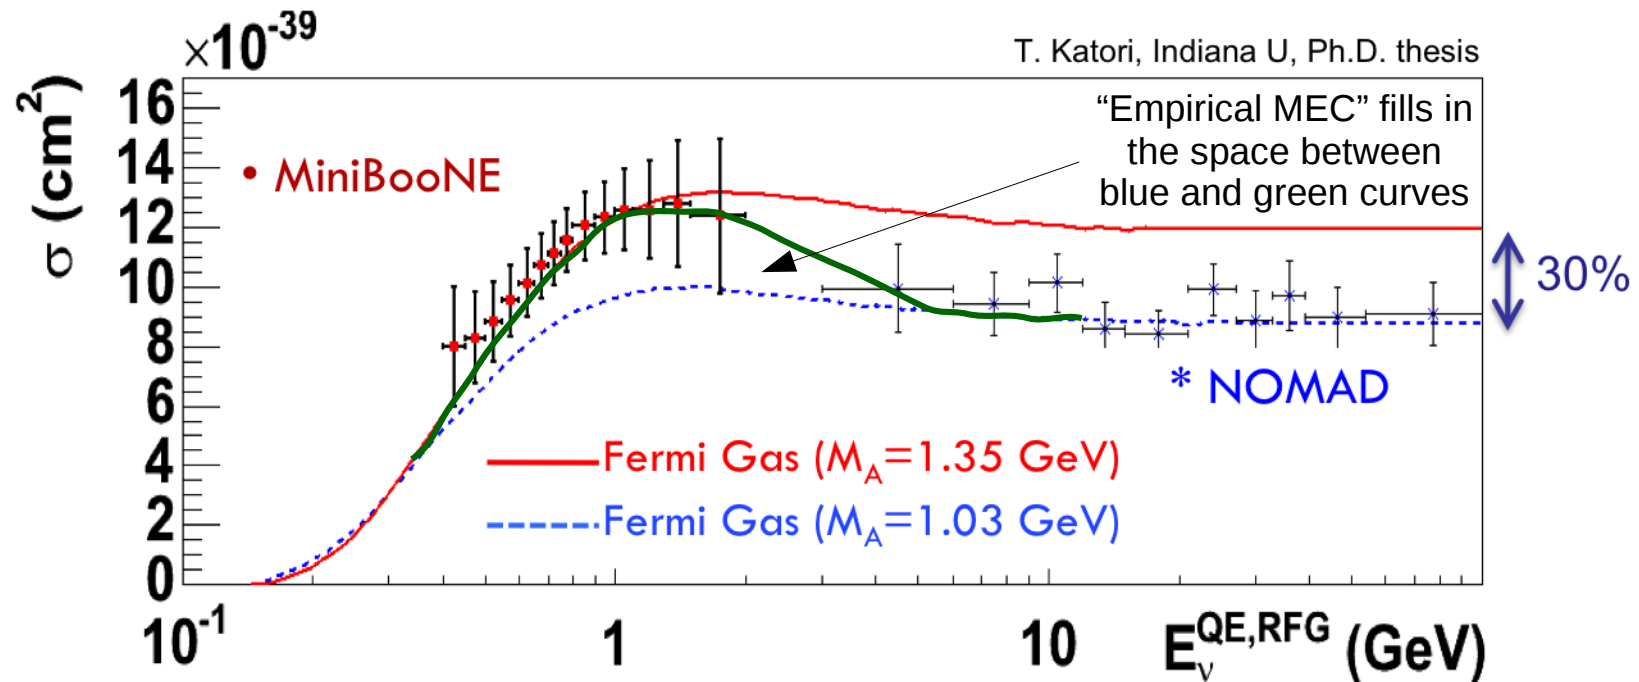 ×10⁻³⁹
T. Katori, Indiana U, Ph.D. thesis
σ (cm²)
16
14
12
10
8
6
4
2
0
“Empirical MEC” fills in
the space between
blue and green curves
• MiniBooNE
30%
* NOMAD
Fermi Gas (M_A=1.35 GeV)
Fermi Gas (M_A=1.03 GeV)
10⁻¹
1
10
E_ν^QE,RFG (GeV)